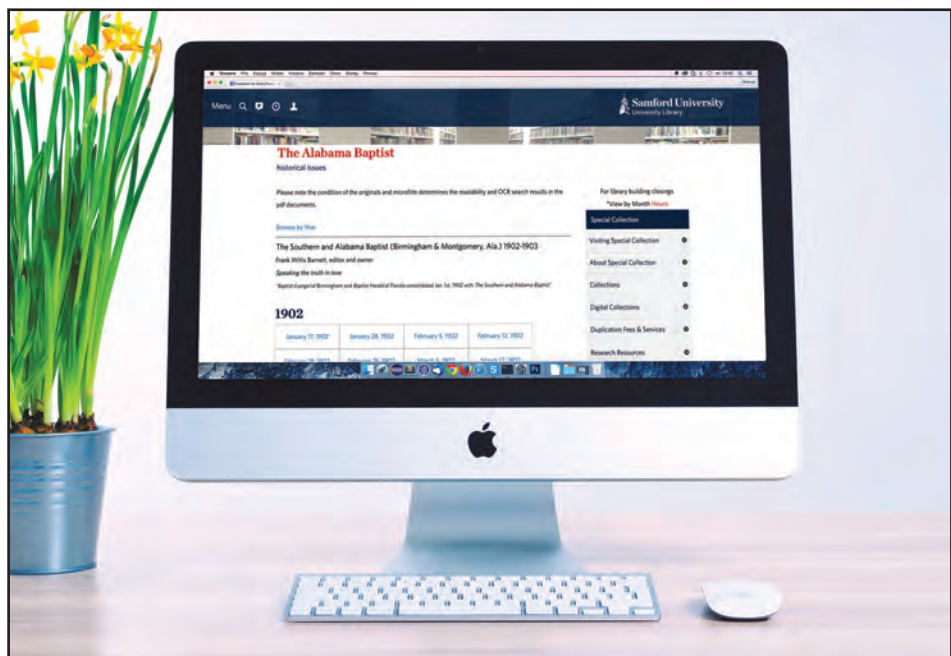 Menu
Samford University
University Library
The Alabama Baptist
historical issues
Please note the condition of the originals and microfilm determines the readability and OCR search results in the
pdf documents.
For library building closings
*View by Month Hours
Browse by Year
Special Collection
The Southern and Alabama Baptist (Birmingham & Montgomery, Ala.) 1902-1903
Frank Willis Barnett, editor and owner
Speaking the truth in love
Visiting Special Collection
About Special Collection
Collections
Digital Collections
Duplication Fees & Services
Research Resources
1902
January 17, 1902 January 28, 1902 February 5, 1902 February 12, 1902
March 5, 1902